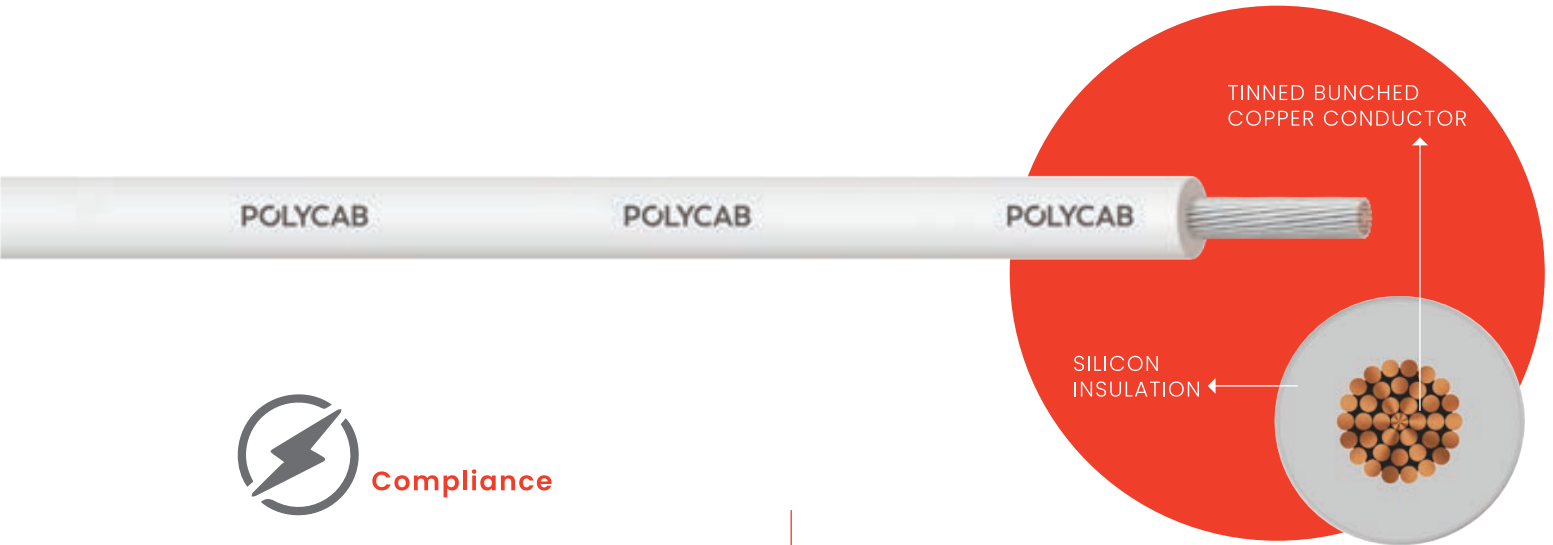 TINNED BUNCHED
COPPER CONDUCTOR
POLYCAB POLYCAB POLYCAB
SILICON
INSULATION
Compliance